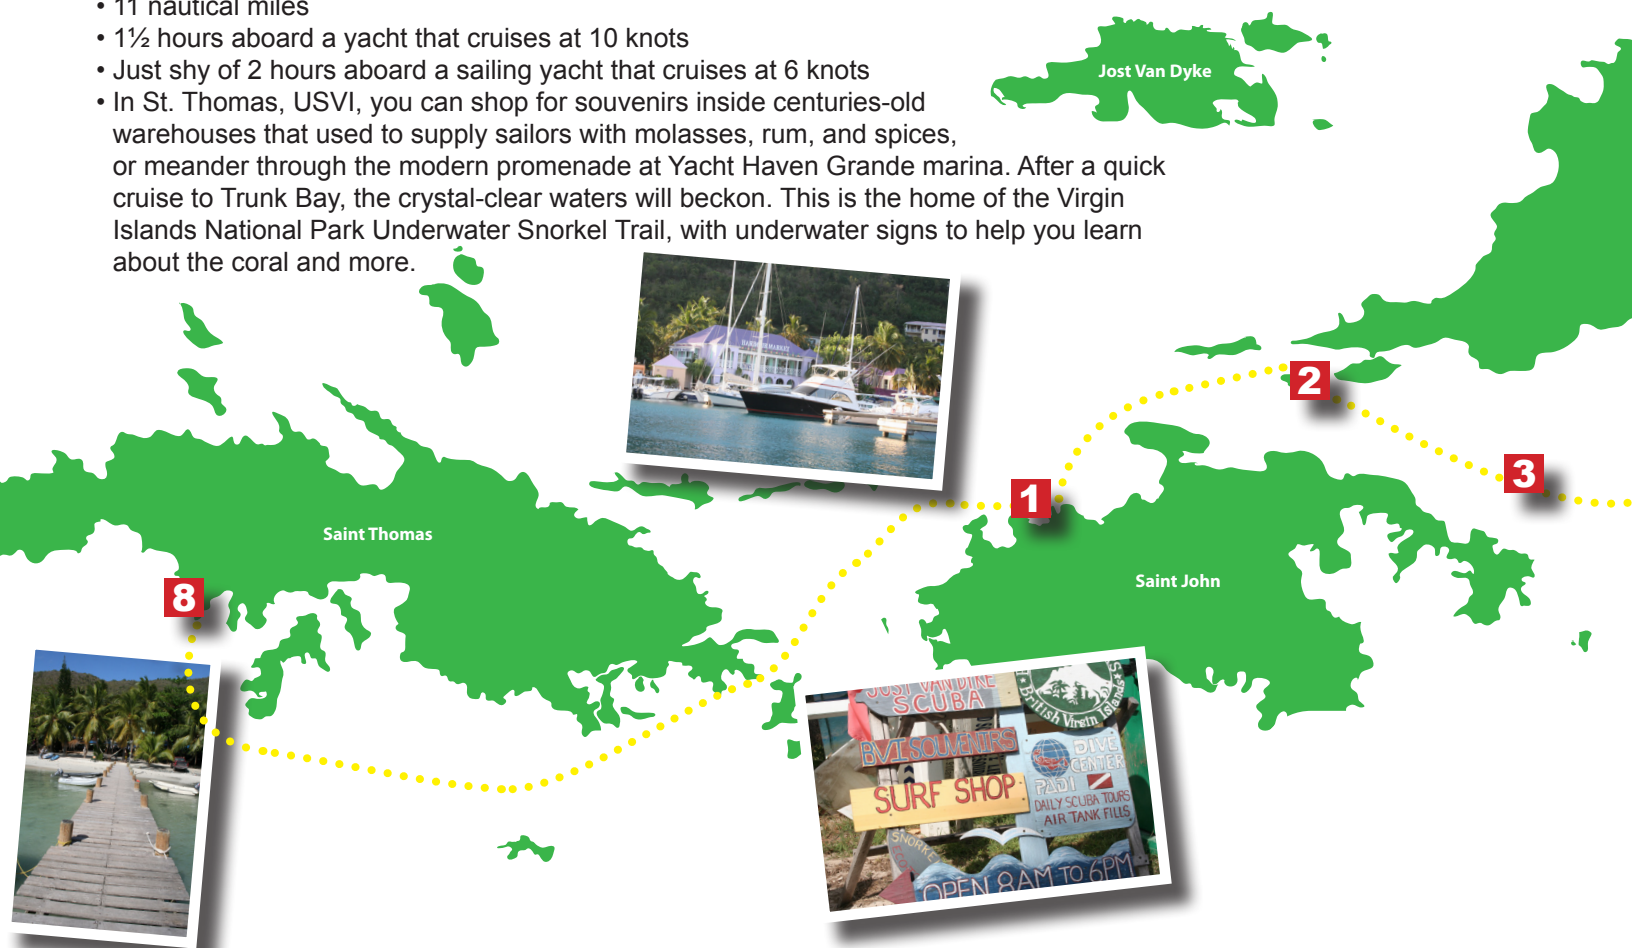 • 11 nautical miles
• 1½ hours aboard a yacht that cruises at 10 knots
• Just shy of 2 hours aboard a sailing yacht that cruises at 6 knots
• In St. Thomas, USVI, you can shop for souvenirs inside centuries-old
warehouses that used to supply sailors with molasses, rum, and spices,
or meander through the modern promenade at Yacht Haven Grande marina. After a quick
cruise to Trunk Bay, the crystal-clear waters will beckon. This is the home of the Virgin
Islands National Park Underwater Snorkel Trail, with underwater signs to help you learn
about the coral and more.
Jost Van Dyke
2
3
1
Saint Thomas
Saint John
8
JOST VAN DYKE
SCUBA
British Virgin Islands
BVI SOUVENIRS
DIVE
CENTER
PADI
SURF SHOP
DAILY SCUBA TOURS
AIR TANK FILLS
OPEN 8AM TO 6PM